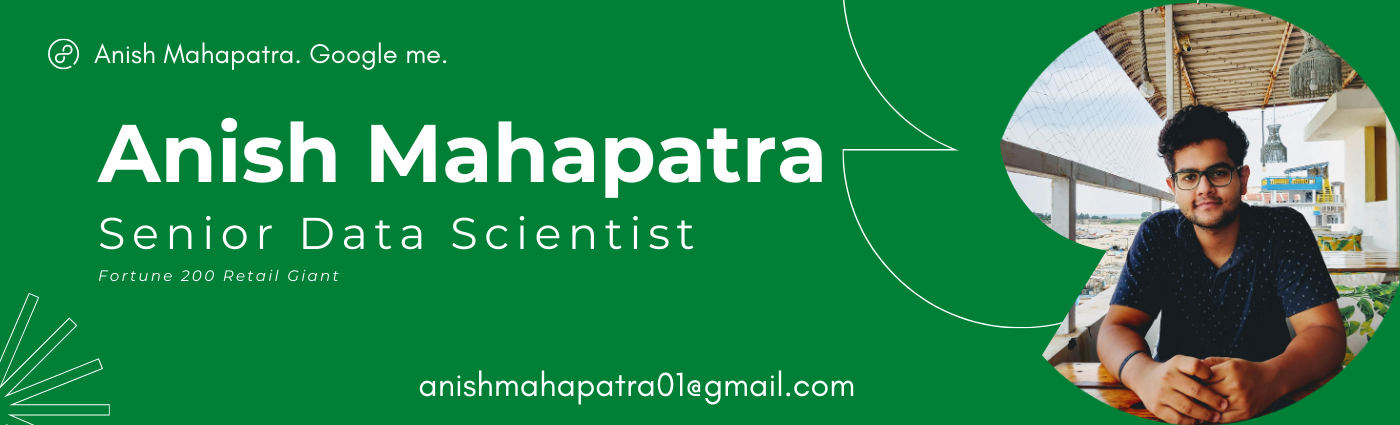 Anish Mahapatra. Google me.
Anish Mahapatra
Senior Data Scientist
Fortune 200 Retail Giant
anishmahapatra01@gmail.com